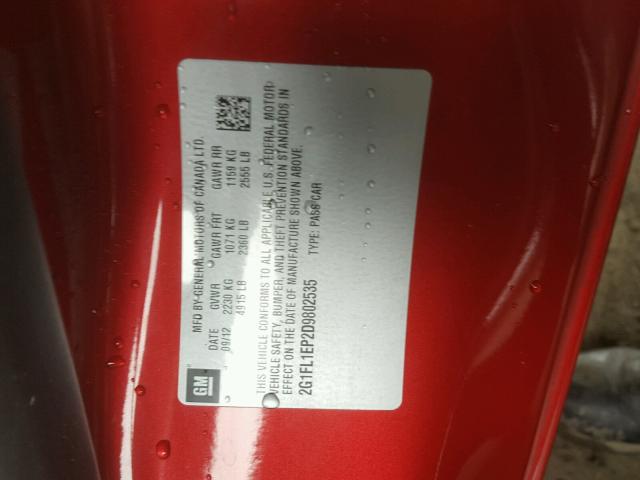 GM
MFD BY-GENERAL MOTORS OF CANADA LTD.
DATE GVWR GAWR FRT GAWR RR
09/12 2230 KG 1071 KG 1159 KG
4915 LB 2360 LB 2555 LB
THIS VEHICLE CONFORMS TO ALL APPLICABLE U.S. FEDERAL MOTOR
VEHICLE SAFETY, BUMPER, AND THEFT PREVENTION STANDARDS IN
EFFECT ON THE DATE OF MANUFACTURE SHOWN ABOVE.
2G1FL1EP2D9802535 TYPE: PASS CAR